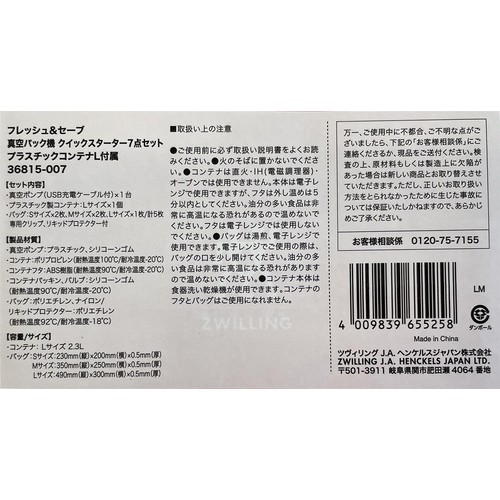 フレッシュ&セーブ
真空パック機 クイックスターター7点セット
プラスチックコンテナL付属
36815-007
【セット内容】
・真空ポンプ(USB充電ケーブル付)×1台
・プラスチック製コンテナ:Lサイズ×1個
・バッグ:Sサイズ×2枚,Mサイズ×2枚,Lサイズ×1枚/計5枚
専用クリップ,リキッドプロテクター付
【製品材質】
・ポンプ:プラスチック、シリコーンゴム
・コンテナ:ポリプロピレン(耐熱温度100℃/耐冷温度-20℃)
・コンテナフタ:ABS樹脂(耐熱温度90℃/耐冷温度-20℃)
・コンテナパッキン、バルブ:シリコーンゴム
(耐熱温度90℃/耐冷温度-20℃)
・バッグ:ポリエチレン,ナイロン/
リキッドプロテクター:ポリエチレン
(耐熱温度92℃/耐冷温度-18℃)
【容量/サイズ】
・コンテナ: Lサイズ 2.3L
・バッグ:Sサイズ:230mm(縦)×200mm(横)×0.5mm(厚)
Mサイズ:350mm(縦)×250mm(横)×0.5mm(厚)
Lサイズ:490mm(縦)×300mm(横)×0.5mm(厚)
■取扱い上の注意
●ご使用前に必ず取扱い説明書をよくお読みください。●火のそばに置かないでください。●コンテナは直火・IH(電磁調理器)・オーブンでは使用できません。本体は電子レンジで使用できますが、フタは外し温めは5分以内としてください。油分の多い食品は非常に高温になる恐れがあるのであたためないでください。フタは電子レンジでは使用しないでください。●バッグは湯煎、電子レンジで使用できます。電子レンジでご使用の際は、バッグの口を少し開けてください。油分の多い食品は非常に高温になる恐れがありますので温めないでください。●コンテナ本体は食器洗い乾燥機が使用できます。コンテナのフタとバッグはご使用になれません。
ZWILLING
万一、ご使用中に不都合、ご不明な点がございましたら、下記の「お客様相談係」にご連絡くださるか、現品をご送付ください。検査の上、原材料もしくは製造上に欠陥があった場合は新しい商品とお取り替えさせていただきます。ただし、正しいお取り扱い方法をとられなかったために生じた事故については保証いたしかねますので、あらかじめご了承ください。
お客様相談係 0120-75-7155
LM
4 009839 655258
ダンボール
Made in China
ツヴィリング J.A. ヘンケルスジャパン株式会社
ZWILLING J.A. HENCKELS JAPAN LTD.
〒501-3911 岐阜県関市肥田瀬 4064 番地